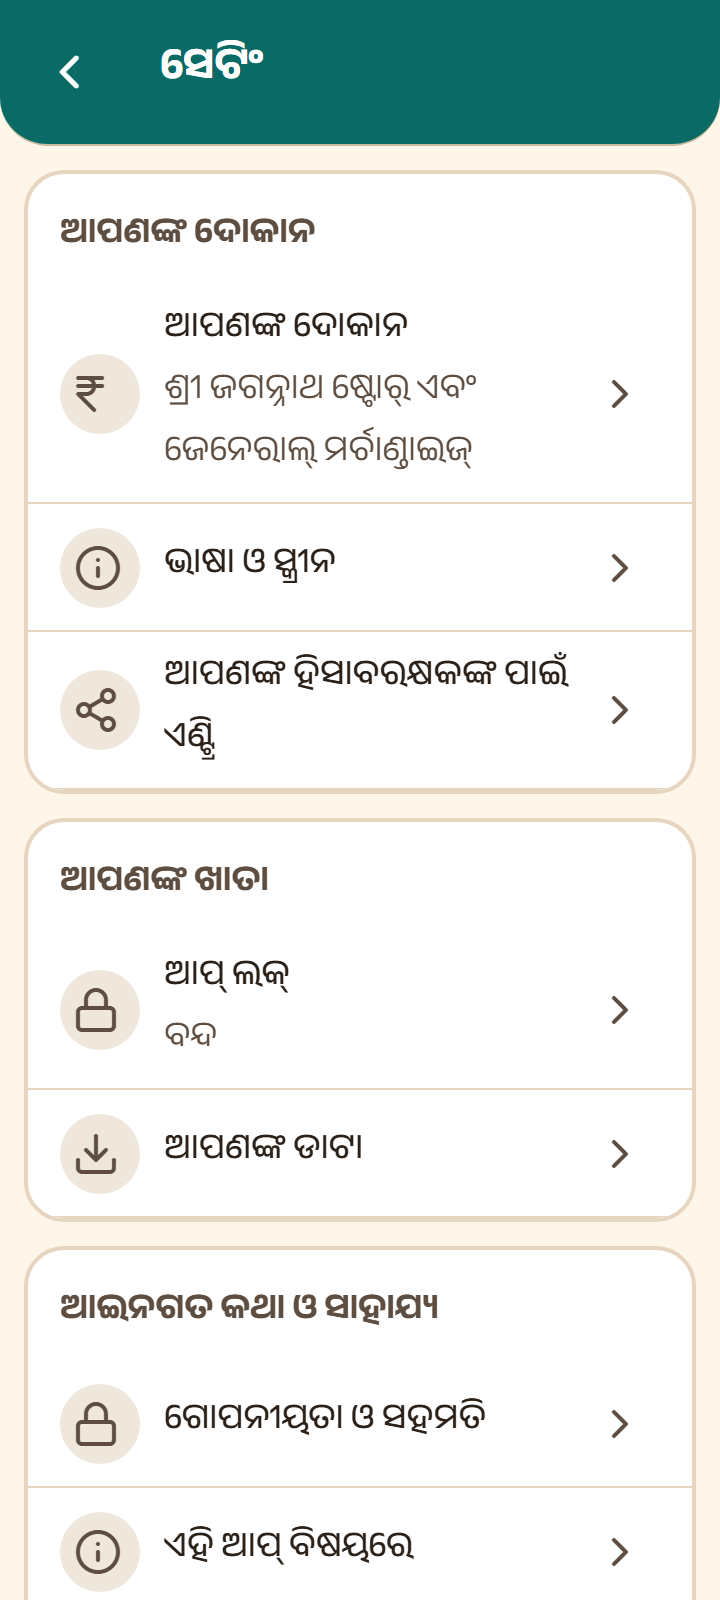 ସେଟିଂ
ଆପଣଙ୍କ ଦୋକାନ
ଆପଣଙ୍କ ଦୋକାନ
ଶ୍ରୀ ଜଗନ୍ନାଥ ଷ୍ଟୋର୍ ଏବଂ
ଜେନେରାଲ୍ ମର୍ଚାଣ୍ଡାଇଜ୍
ଭାଷା ଓ ସ୍କ୍ରୀନ
ଆପଣଙ୍କ ହିସାବରକ୍ଷକଙ୍କ ପାଇଁ
ଏଣ୍ଟ୍ରି
ଆପଣଙ୍କ ଖାତା
ଆପ୍ ଲକ୍
ବନ୍ଦ
ଆପଣଙ୍କ ଡାଟା
ଆଇନଗତ କଥା ଓ ସାହାଯ୍ୟ
ଗୋପନୀୟତା ଓ ସହମତି
ଏହି ଆପ୍ ବିଷୟରେ